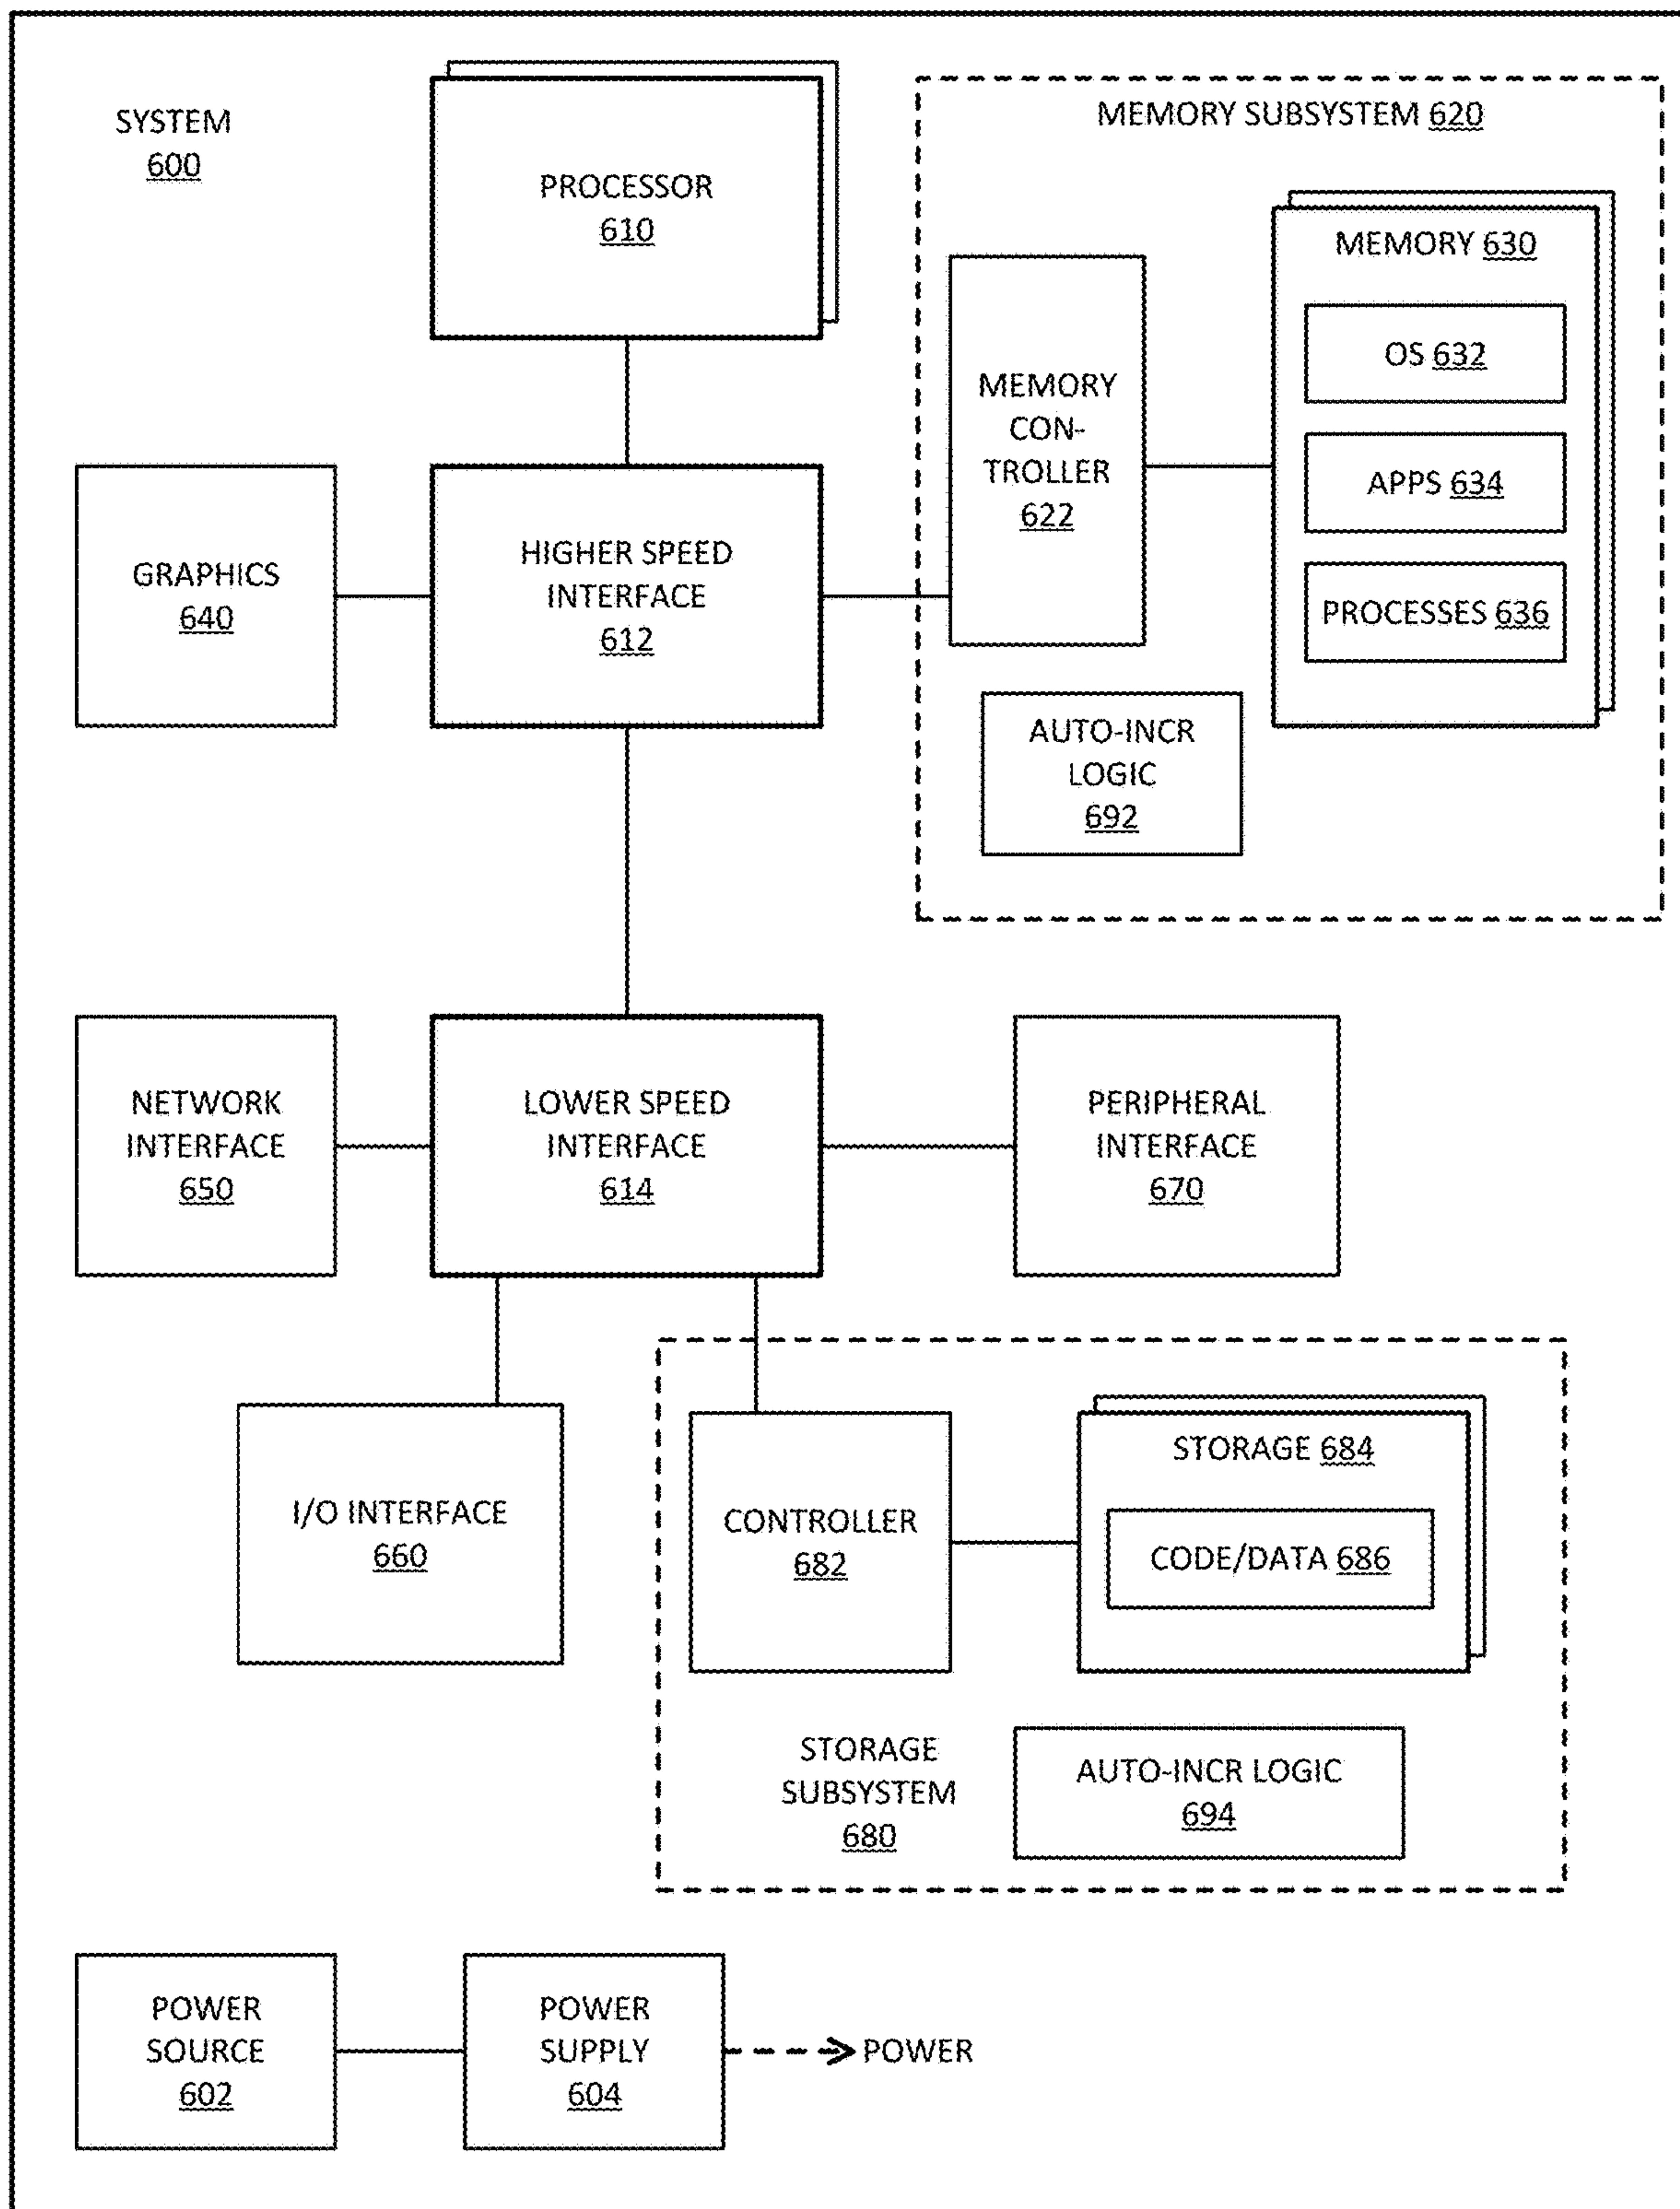 SYSTEM
600
PROCESSOR
610
MEMORY SUBSYSTEM 620
MEMORY 630
OS 632
APPS 634
PROCESSES 636
MEMORY
CON-
TROLLER
622
AUTO-INCR
LOGIC
692
GRAPHICS
640
HIGHER SPEED
INTERFACE
612
NETWORK
INTERFACE
650
LOWER SPEED
INTERFACE
614
PERIPHERAL
INTERFACE
670
I/O INTERFACE
660
CONTROLLER
682
STORAGE 684
CODE/DATA 686
STORAGE
SUBSYSTEM
680
AUTO-INCR LOGIC
694
POWER
SOURCE
602
POWER
SUPPLY
604
POWER